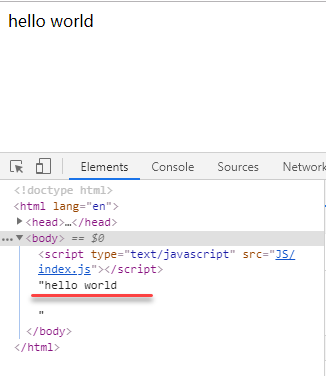 hello world
Elements Console Sources Network
<!doctype html>
<html lang="en">
<head>…</head>
<body> == $0
<script type="text/javascript" src="JS/
index.js"></script>
"hello world
"
</body>
</html>